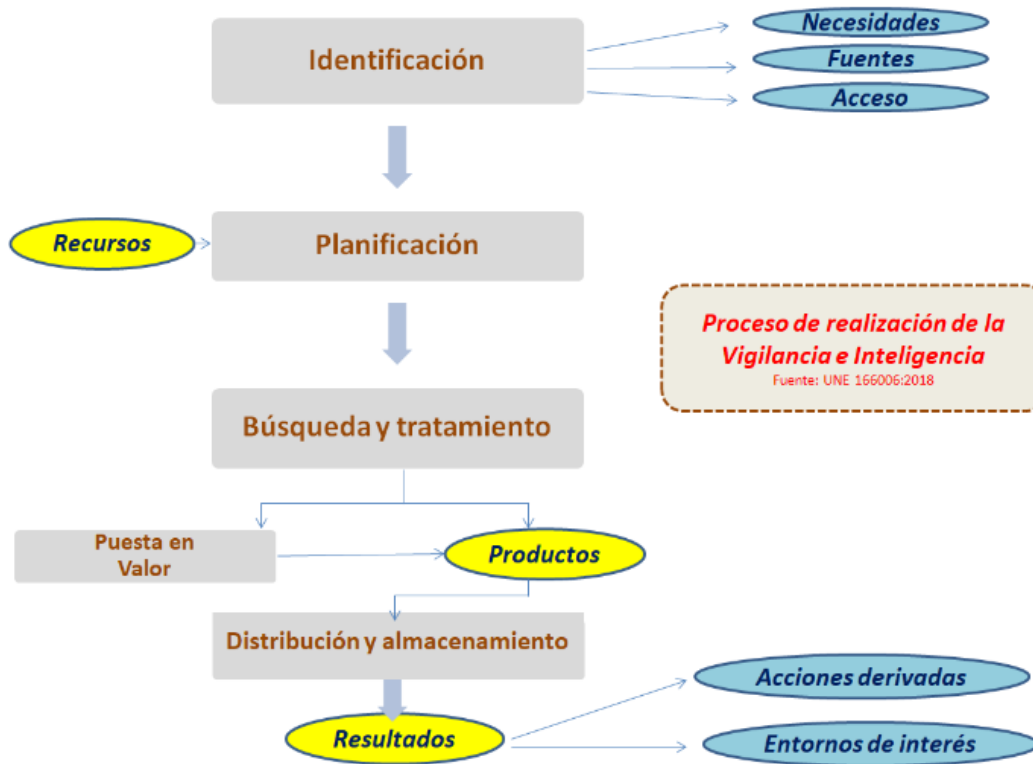 Identificación
Necesidades
Fuentes
Acceso
Recursos
Planificación
Proceso de realización de la
Vigilancia e Inteligencia
Fuente: UNE 166006:2018
Búsqueda y tratamiento
Puesta en
Valor
Productos
Distribución y almacenamiento
Resultados
Acciones derivadas
Entornos de interés